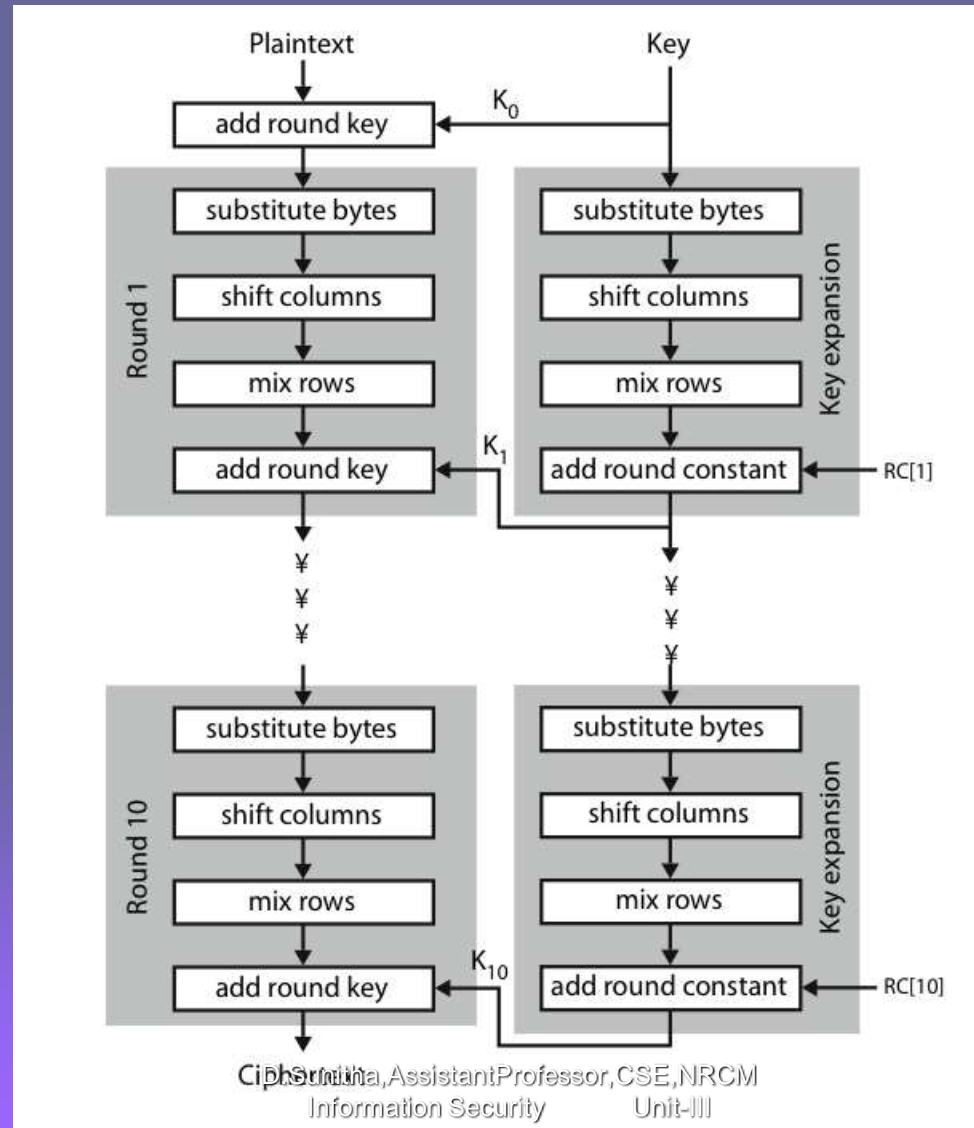 Plaintext
Key
K0
add round key
Round 1
substitute bytes
shift columns
mix rows
K1
add round key
substitute bytes
shift columns
mix rows
add round constant
Key expansion
RC[1]
¥
¥
¥
¥
¥
¥
Round 10
substitute bytes
shift columns
mix rows
K10
add round key
substitute bytes
shift columns
mix rows
add round constant
Key expansion
RC[10]
Ciphertext
D.Sunitha,AssistantProfessor,CSE,NRCM
Information Security Unit-III